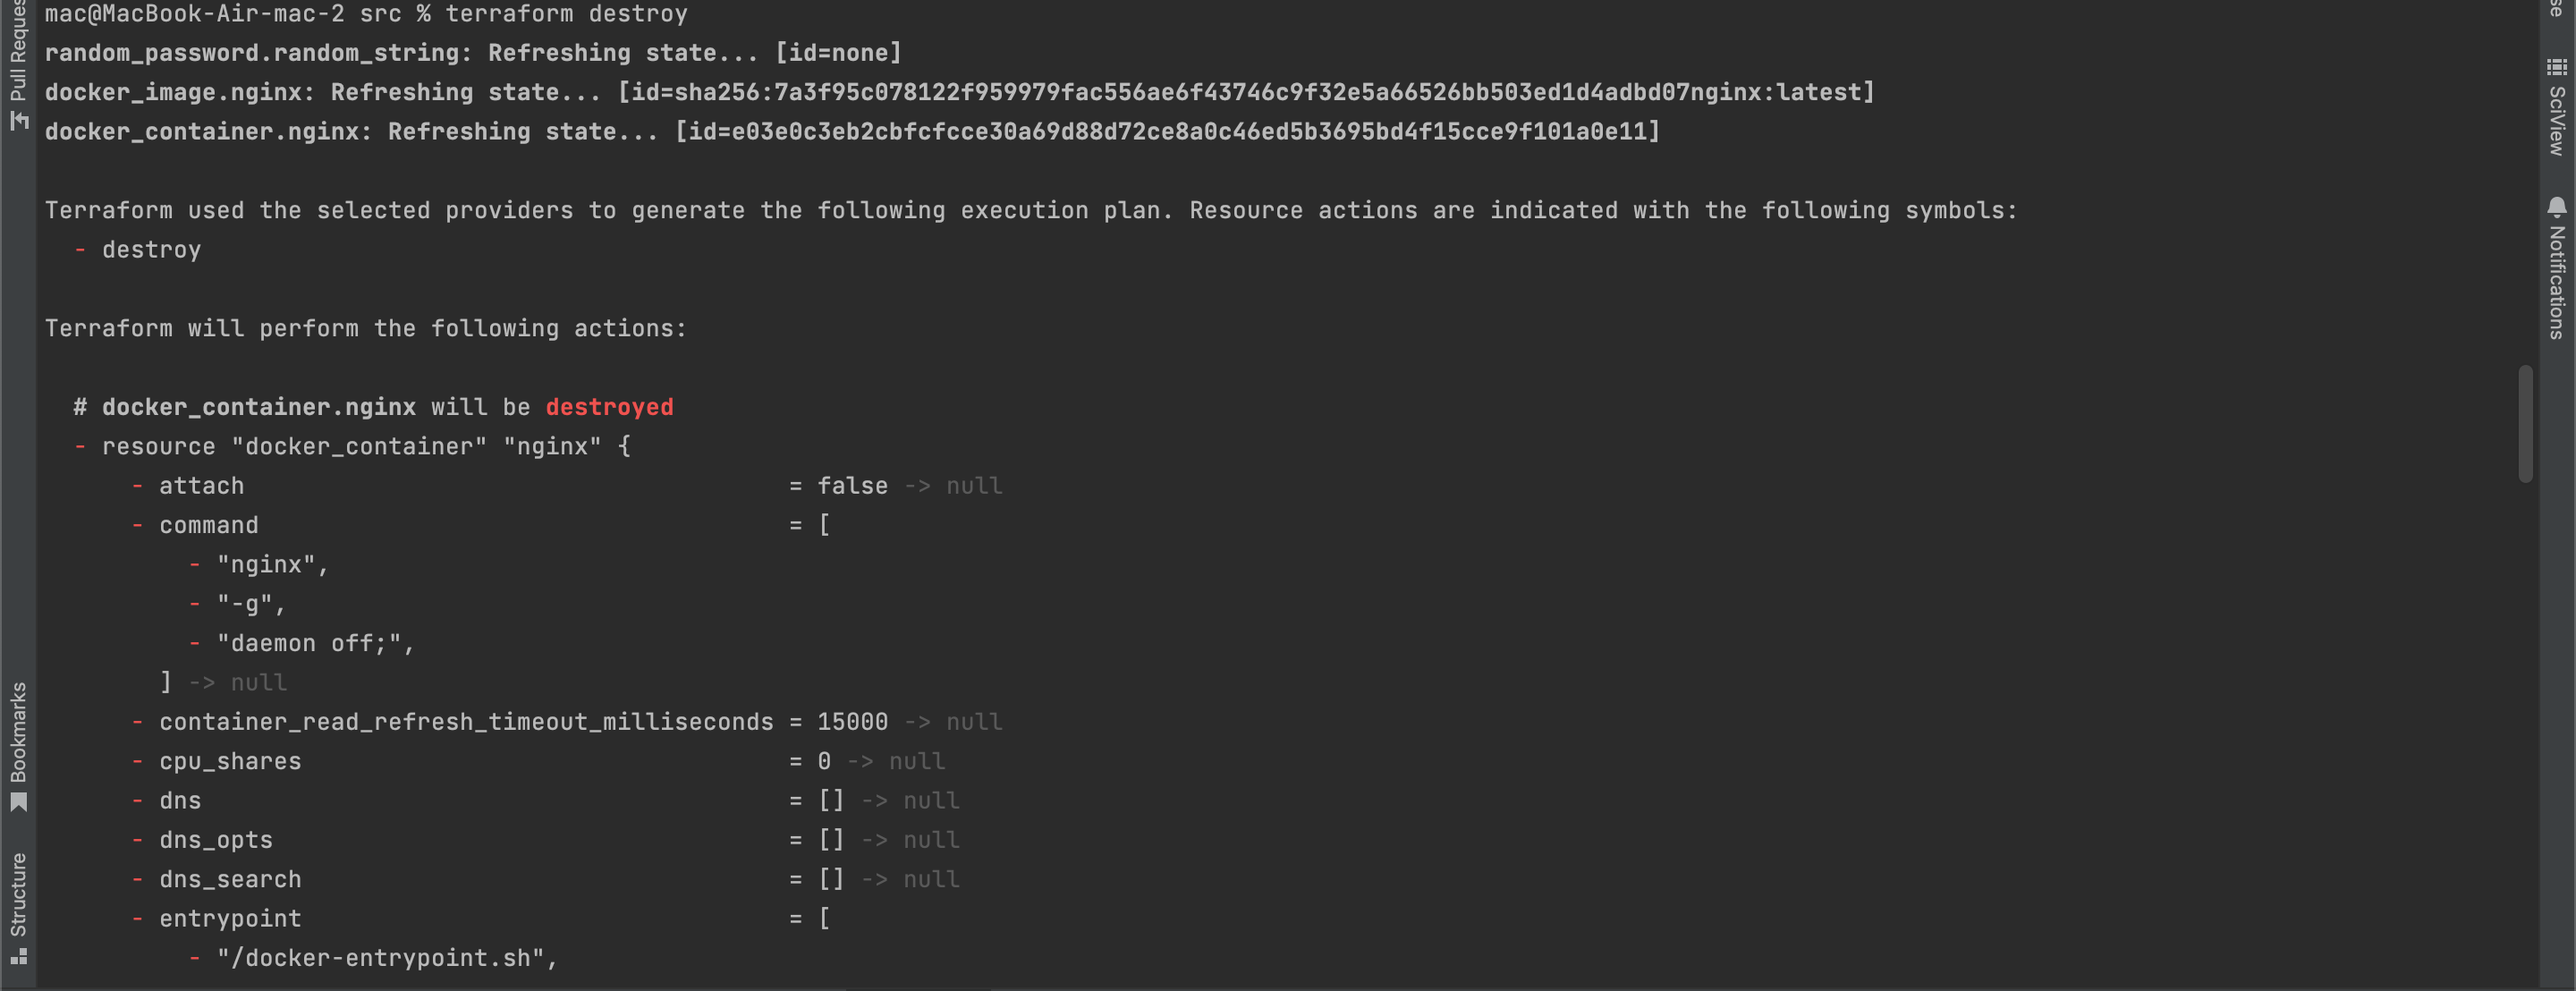 mac@MacBook-Air-mac-2 src % terraform destroy
random_password.random_string: Refreshing state... [id=none]
docker_image.nginx: Refreshing state... [id=sha256:7a3f95c078122f959979fac556ae6f43746c9f32e5a66526bb503ed1d4adbd07nginx:latest]
docker_container.nginx: Refreshing state... [id=e03e0c3eb2cbfcfcce30a69d88d72ce8a0c46ed5b3695bd4f15cce9f101a0e11]
Terraform used the selected providers to generate the following execution plan. Resource actions are indicated with the following symbols:
- destroy
Terraform will perform the following actions:
# docker_container.nginx will be destroyed
- resource "docker_container" "nginx" {
- attach = false -> null
- command = [
- "nginx",
- "-g",
- "daemon off;",
] -> null
- container_read_refresh_timeout_milliseconds = 15000 -> null
- cpu_shares = 0 -> null
- dns = [] -> null
- dns_opts = [] -> null
- dns_search = [] -> null
- entrypoint = [
- "/docker-entrypoint.sh",
Pull Reques
Bookmarks
Structure
se
SciView
Notifications